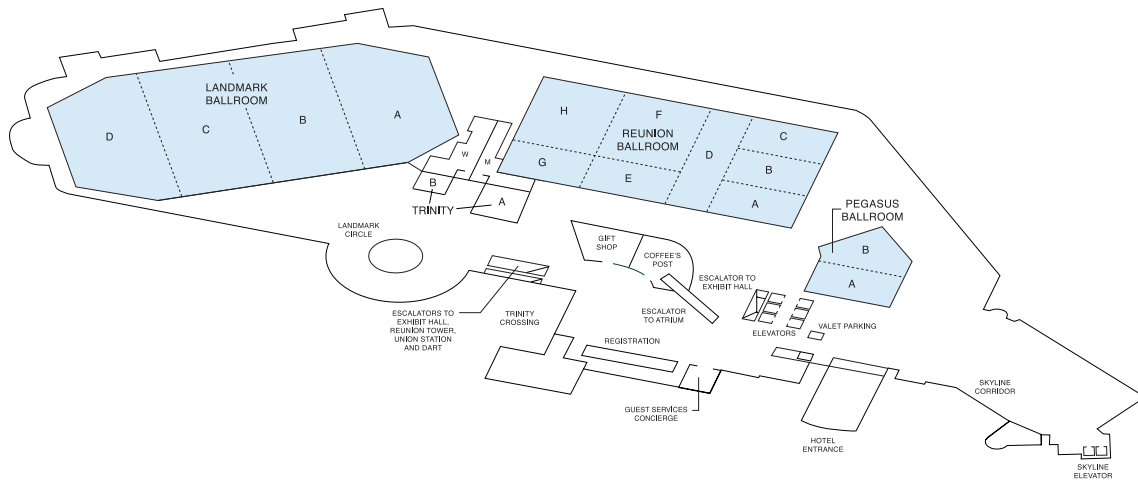 LANDMARK
BALLROOM
D
C
B
A
H
F
REUNION
BALLROOM
G
E
D
C
B
A
W
M
B
TRINITY
A
PEGASUS
BALLROOM
B
A
LANDMARK
CIRCLE
GIFT
SHOP
COFFEE'S
POST
ESCALATOR TO
EXHIBIT HALL
ESCALATORS TO
EXHIBIT HALL,
REUNION TOWER,
UNION STATION
AND DART
TRINITY
CROSSING
ESCALATOR
TO ATRIUM
ELEVATORS
VALET PARKING
REGISTRATION
GUEST SERVICES
CONCIERGE
HOTEL
ENTRANCE
SKYLINE
CORRIDOR
SKYLINE
ELEVATOR